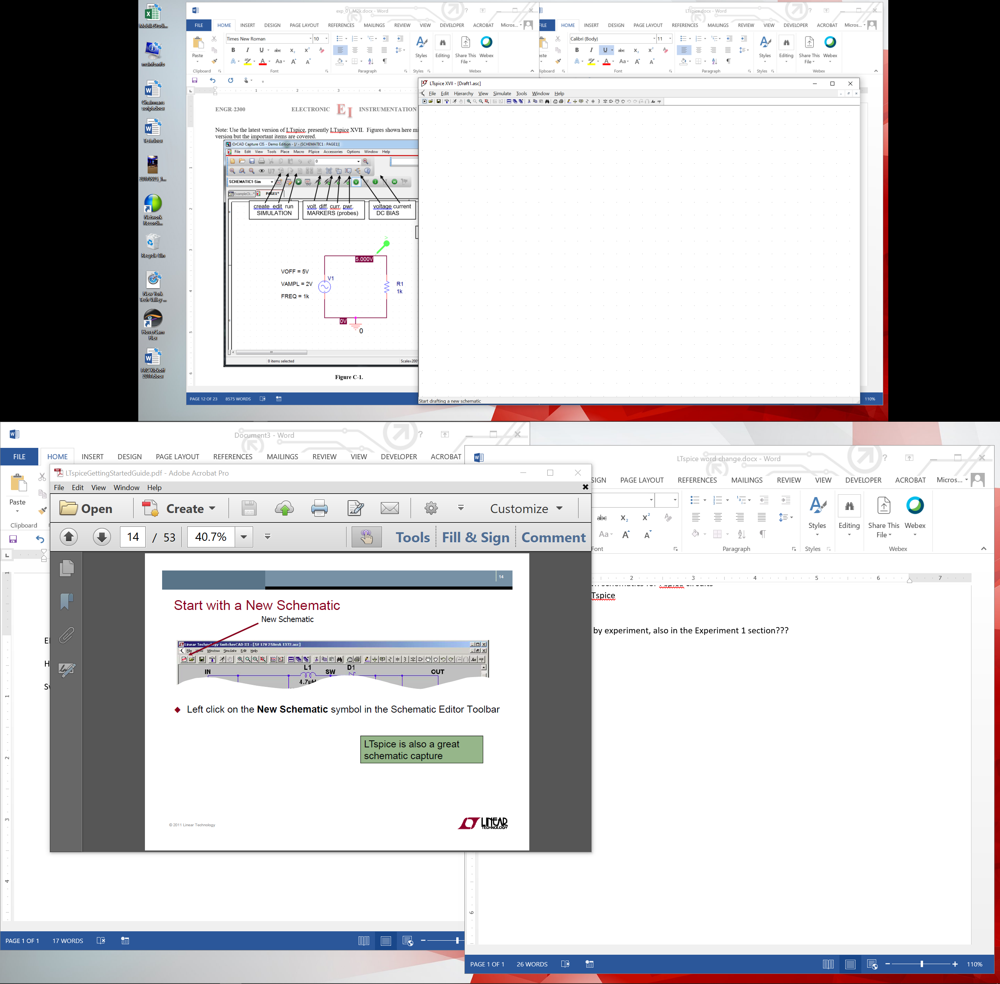 MobileStudi...
msinfo.nfo
Chairmans
script.docx
Test.docx
Network
Recordi...
Recycle Bin
New York
Tech Valley ...
HoverCam
Flex
FRC Kickoff
2017.docx
exp_01 M2k.docx - Word
FILE HOME INSERT DESIGN PAGE LAYOUT REFERENCES MAILINGS REVIEW VIEW DEVELOPER ACROBAT Micros...
Times New Roman 10
Paste
Styles Editing Share This File Webex
Clipboard Font Paragraph Styles Webex
ENGR-2300 ELECTRONIC EI INSTRUMENTATION
Note: Use the latest version of LTspice, presently LTspice XVII. Figures shown here mi
version but the important items are covered.
OrCAD Capture CIS - Demo Edition - [/ - (SCHEMATIC1 : PAGE1)]
File Edit View Tools Place Macro PSpice Accessories Options Window Help
0
SCHEMATIC1-Sim
PAGE1*
create edit run
SIMULATION
volt. diff. curr. pwr.
MARKERS (probes)
voltage current
DC BIAS
5.000V
VOFF = 5V
VAMPL = 2V
FREQ = 1k
V1
R1
1k
0V
0
0 items selected
Figure C-1.
PAGE 12 OF 23 8575 WORDS
LTspice.docx - Word
FILE HOME INSERT DESIGN PAGE LAYOUT REFERENCES MAILINGS REVIEW VIEW DEVELOPER ACROBAT Micros...
Calibri (Body) 11
Styles Editing Share This File Webex
Font Paragraph Styles Webex
LTspice XVII - [Draft1.asc]
File Edit Hierarchy View Simulate Tools Window Help
Start drafting a new schematic
110%
Document3 - Word
FILE HOME INSERT DESIGN PAGE LAYOUT REFERENCES MAILINGS REVIEW VIEW DEVELOPER ACROBAT
Paste
Clipboard
LTspiceGettingStartedGuide.pdf - Adobe Acrobat Pro
File Edit View Window Help
Open Create Customize
14 / 53 40.7% Tools Fill & Sign Comment
14
Start with a New Schematic
New Schematic
Linear Technology SwitcherCAD III - [5V 12V 250mA 1372.asc]
File View Window Simulate Edit Help
IN L1 SW D1 OUT
4.7µH
Left click on the New Schematic symbol in the Schematic Editor Toolbar
LTspice is also a great
schematic capture
© 2011 Linear Technology
LINEAR
TECHNOLOGY
PAGE 1 OF 1 17 WORDS
LTspice word change.docx - Word
SIGN PAGE LAYOUT REFERENCES MAILINGS REVIEW VIEW DEVELOPER ACROBAT Micros...
Styles Editing Share This File Webex
Font Paragraph Styles Webex
Tspice
by experiment, also in the Experiment 1 section???
PAGE 1 OF 1 26 WORDS 110%